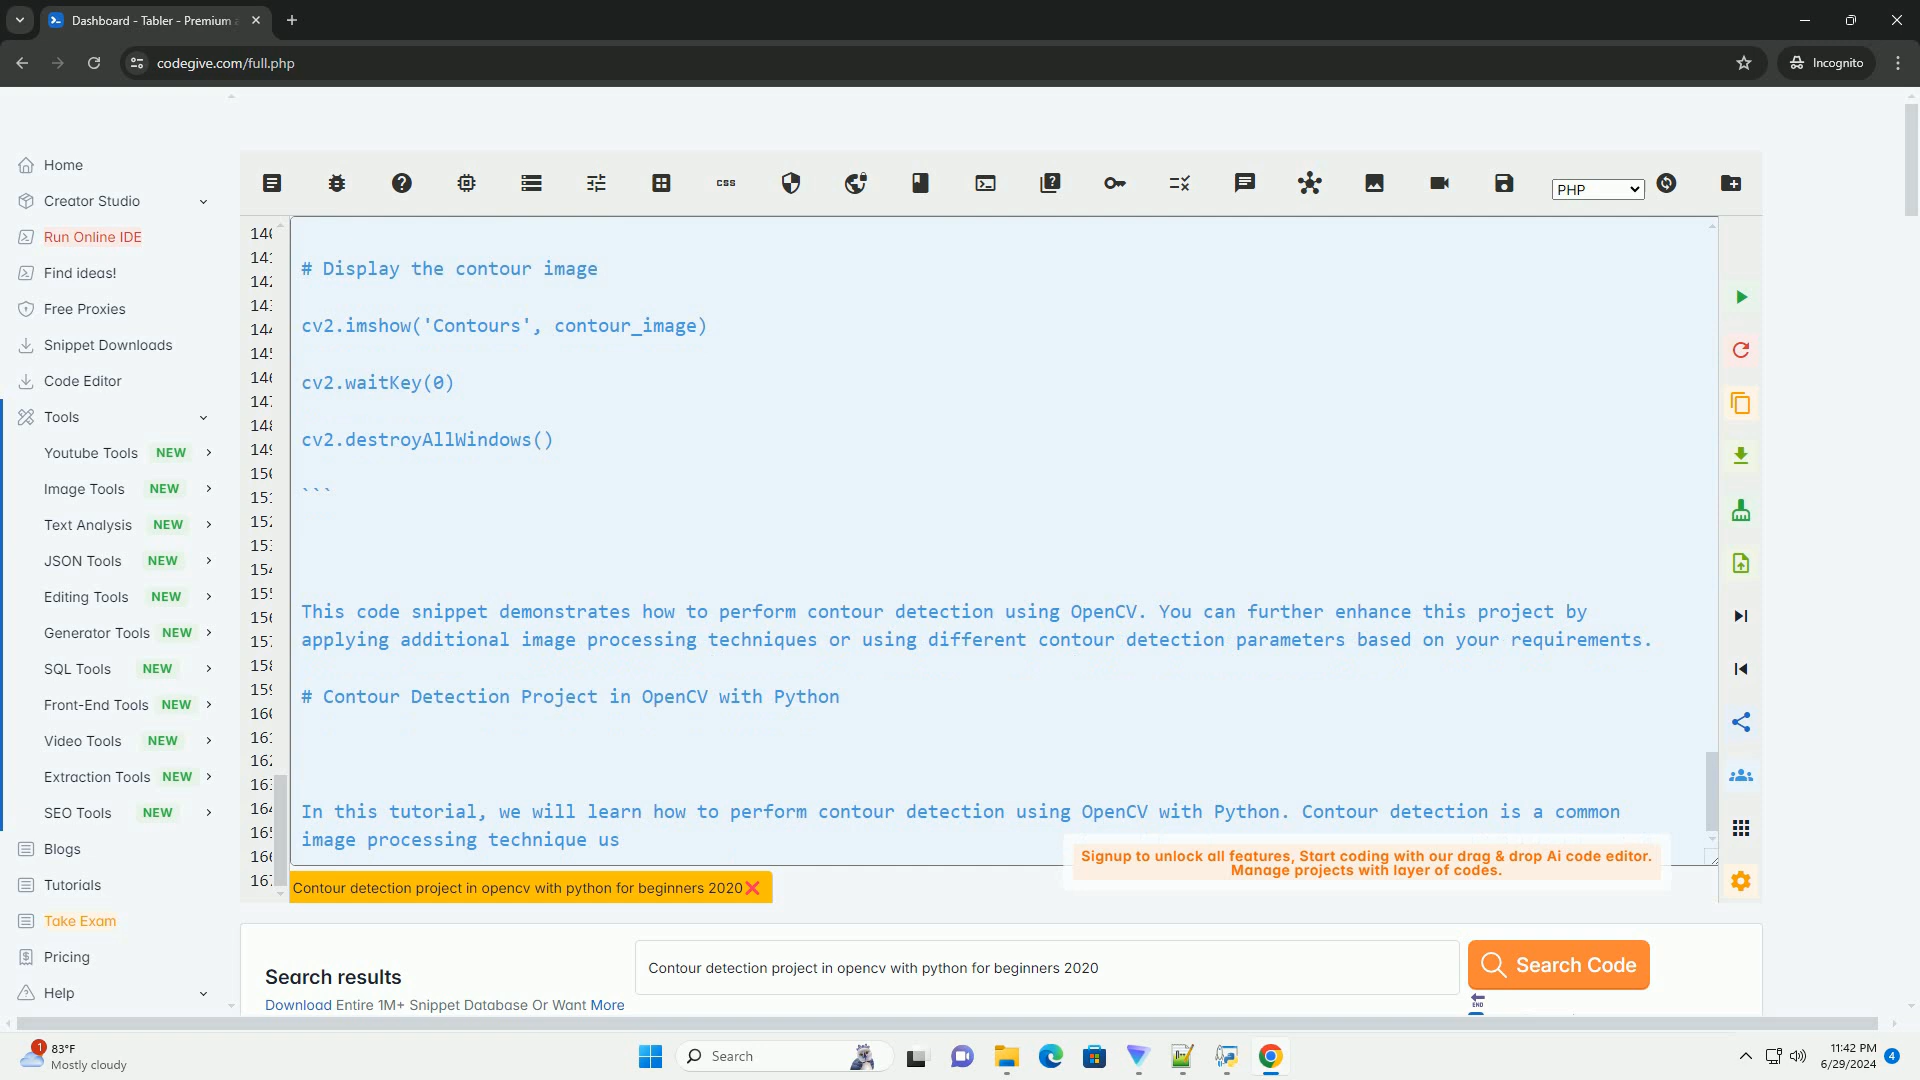 Dashboard - Tabler - Premium
codegive.com/full.php
Incognito
Home
Creator Studio
Run Online IDE
Find ideas!
Free Proxies
Snippet Downloads
Code Editor
Tools
Youtube Tools NEW
Image Tools NEW
Text Analysis NEW
JSON Tools NEW
Editing Tools NEW
Generator Tools NEW
SQL Tools NEW
Front-End Tools NEW
Video Tools NEW
Extraction Tools NEW
SEO Tools NEW
Blogs
Tutorials
Take Exam
Pricing
Help
css
PHP
# Display the contour image
cv2.imshow('Contours', contour_image)
cv2.waitKey(0)
cv2.destroyAllWindows()
```
This code snippet demonstrates how to perform contour detection using OpenCV. You can further enhance this project by
applying additional image processing techniques or using different contour detection parameters based on your requirements.
# Contour Detection Project in OpenCV with Python
In this tutorial, we will learn how to perform contour detection using OpenCV with Python. Contour detection is a common
image processing technique us
Signup to unlock all features, Start coding with our drag & drop Ai code editor.
Manage projects with layer of codes.
Contour detection project in opencv with python for beginners 2020
Search results
Download Entire 1M+ Snippet Database Or Want More
Contour detection project in opencv with python for beginners 2020
Search Code
END
1
83°F
Mostly cloudy
Search
11:42 PM
6/29/2024
4